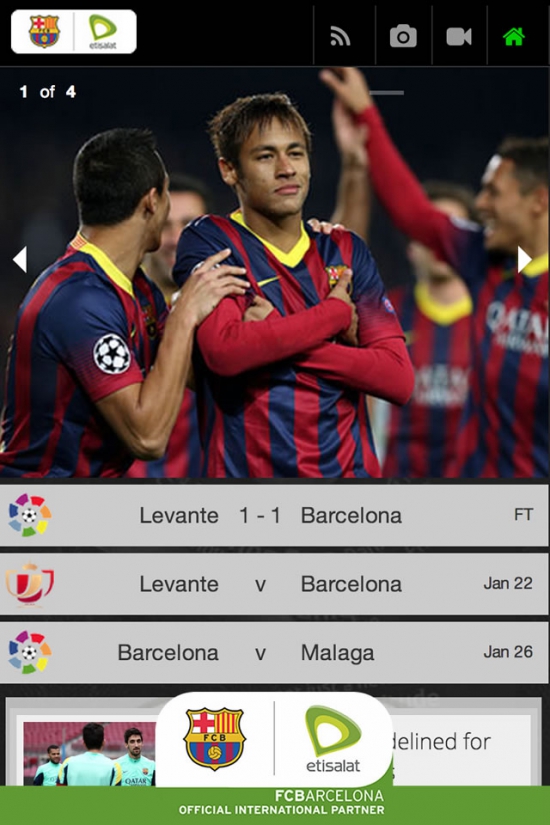 etisalat
1 of 4
QATAR
Levante 1 - 1 Barcelona FT
Levante v Barcelona Jan 22
Barcelona v Malaga Jan 26
FCB
etisalat
delined for
FCBARCELONA
OFFICIAL INTERNATIONAL PARTNER